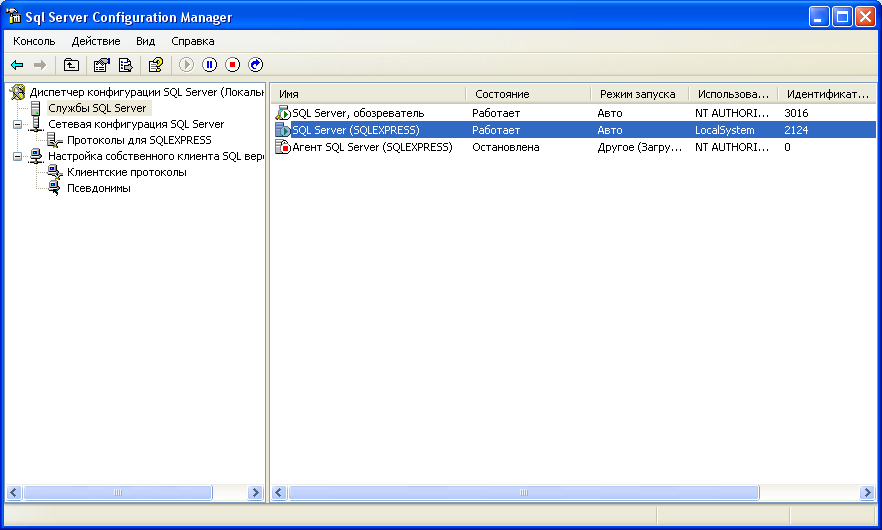 Sql Server Configuration Manager
Консоль Действие Вид Справка
Диспетчер конфигурации SQL Server (Локальн
Службы SQL Server
Сетевая конфигурация SQL Server
Протоколы для SQLEXPRESS
Настройка собственного клиента SQL верс
Клиентские протоколы
Псевдонимы
Имя Состояние Режим запуска Использова... Идентификат...
SQL Server, обозреватель Работает Авто NT AUTHORI... 3016
SQL Server (SQLEXPRESS) Работает Авто LocalSystem 2124
Агент SQL Server (SQLEXPRESS) Остановлена Другое (Загру... NT AUTHORI... 0